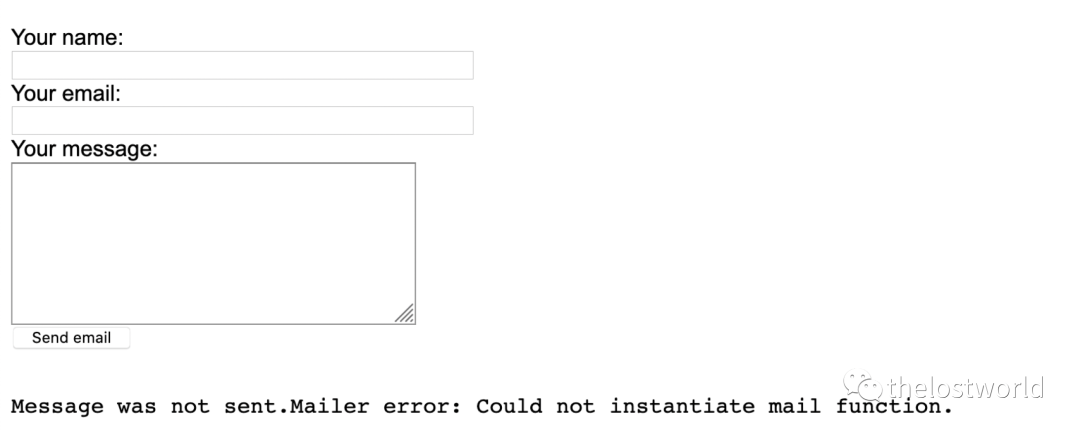 Your name:
Your email:
Your message:
Send email
thelostworld
Message was not sent.Mailer error: Could not instantiate mail function.